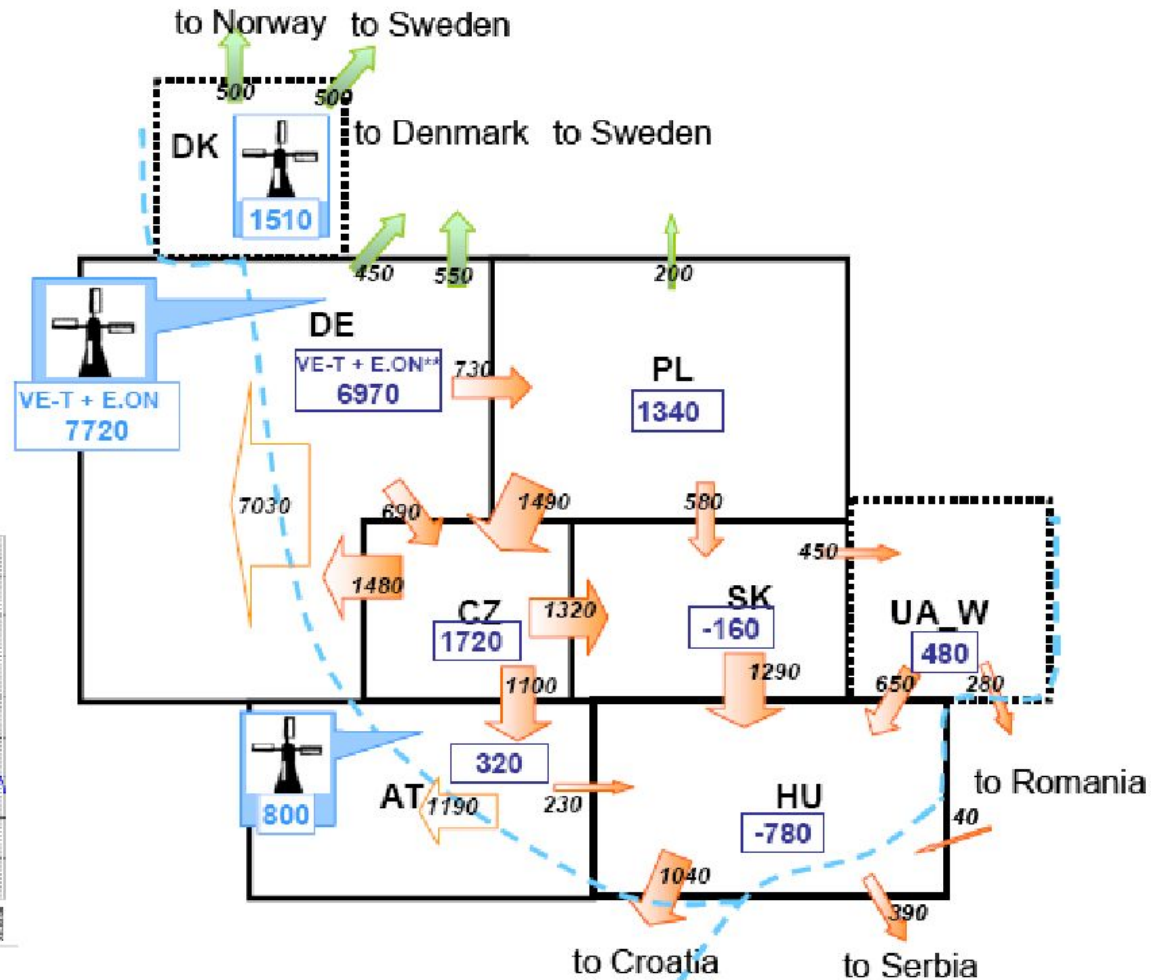 to Norway to Sweden
500 500
DK
to Denmark to Sweden
1510
450 550 200
DE
PL
VE-T + E.ON**
6970
730
1340
VE-T + E.ON
7720
7030
690
1490
580
450
1480
CZ
1720
1320
SK
-160
UA_W
480
1100
1290
650
280
320
AT
1190
230
HU
-780
to Romania
40
800
1040
390
to Croatia
to Serbia